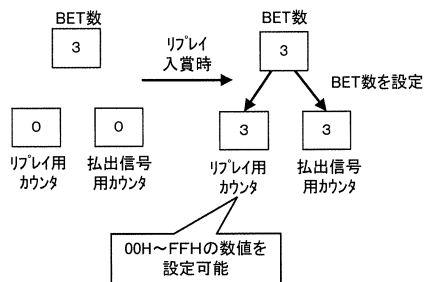 BET数
3
0
0
リプレイ用
カウンタ
払出信号
用カウンタ
リプレイ
入賞時
BET数
3
BET数を設定
3
3
リプレイ用
カウンタ
払出信号
用カウンタ
00H～FFHの数値を
設定可能